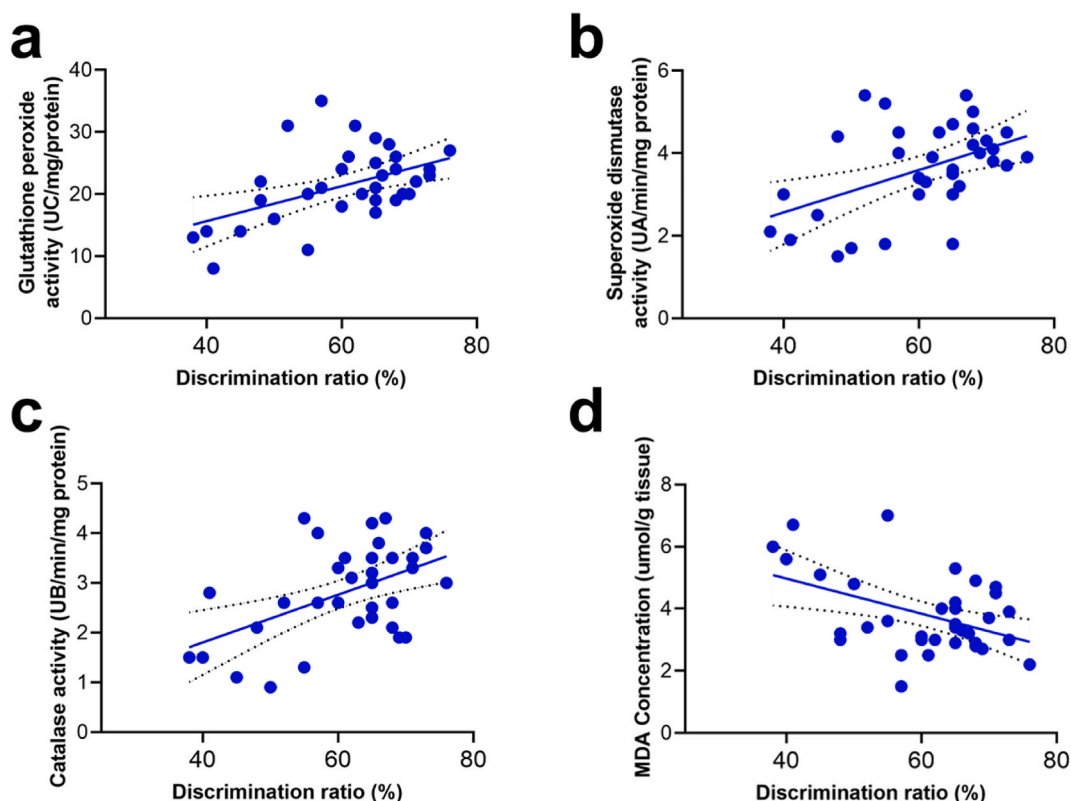 a
Glutathione peroxide
activity (UC/mg/protein)
40
30
20
10
0
40
60
80
Discrimination ratio (%)
b
Superoxide dismutase
activity (UA/min/mg protein)
6
4
2
0
40
60
80
Discrimination ratio (%)
c
Catalase activity (UB/min/mg protein)
5
4
3
2
1
0
40
60
80
Discrimination ratio (%)
d
MDA Concentration (umol/g tissue)
8
6
4
2
0
40
60
80
Discrimination ratio (%)